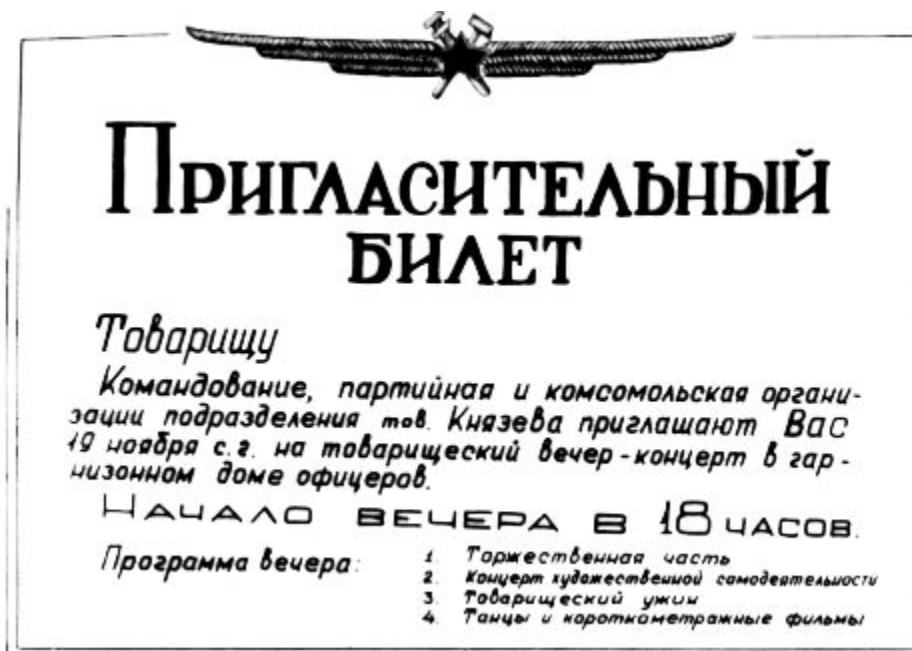 Пригласительный
билет
Товарищу
Командование, партийная и комсомольская органи-
зации подразделения тов. Князева приглашают Вас
19 ноября с.г. на товарищеский вечер-концерт в гар-
низонном доме офицеров.
Начало вечера в 18 часов.
Программа вечера:
1. Торжественная часть
2. Концерт художественной самодеятельности
3. Товарищеский ужин
4. Танцы и короткометражные фильмы